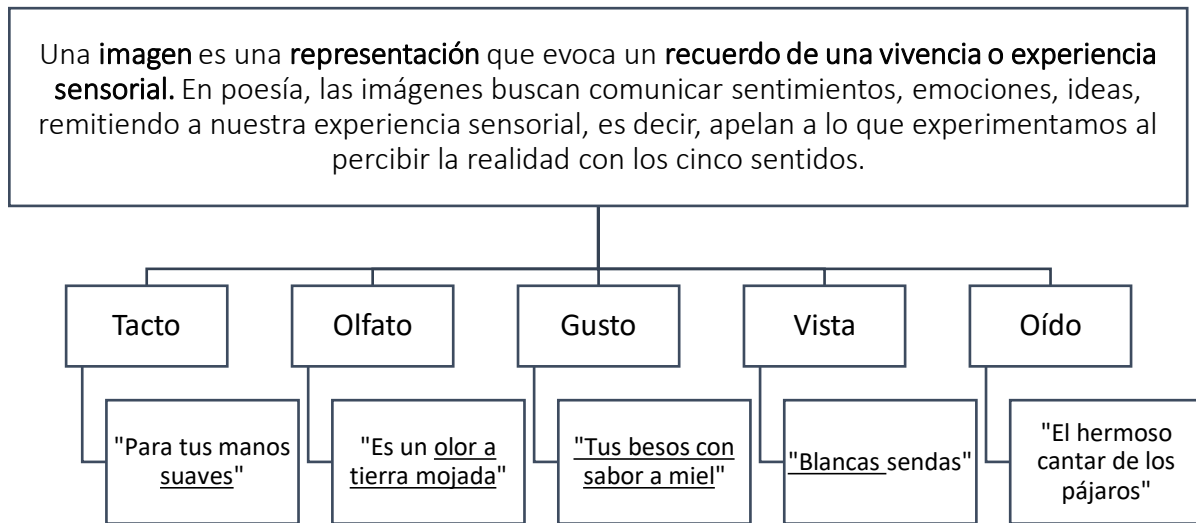 Una imagen es una representación que evoca un recuerdo de una vivencia o experiencia
sensorial. En poesía, las imágenes buscan comunicar sentimientos, emociones, ideas,
remitiendo a nuestra experiencia sensorial, es decir, apelan a lo que experimentamos al
percibir la realidad con los cinco sentidos.
Tacto
Olfato
Gusto
Vista
Oído
"Para tus manos
suaves"
"Es un olor a
tierra mojada"
"Tus besos con
sabor a miel"
"Blancas sendas"
"El hermoso
cantar de los
pájaros"